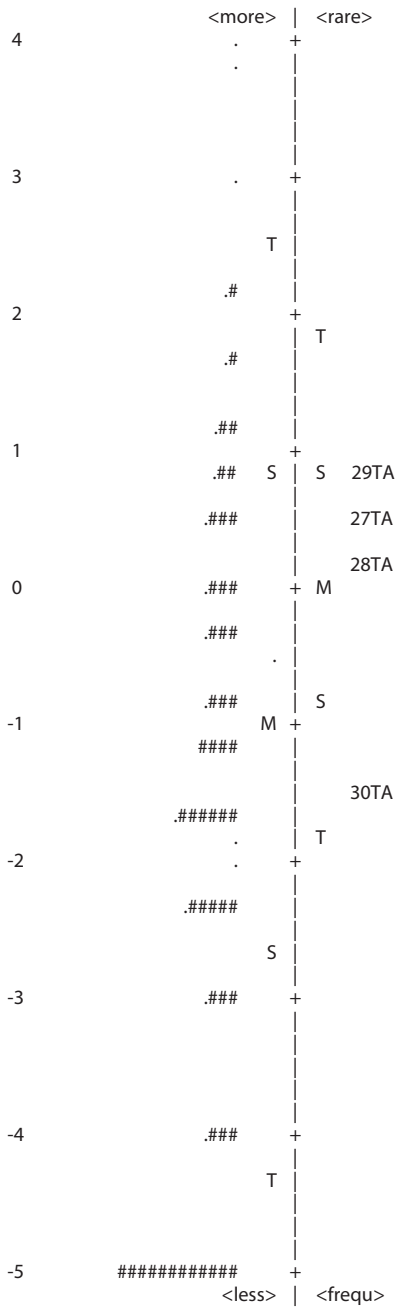 <more> | <rare>
4 . +
. |
|
|
|
|
3 . +
|
|
T |
|
.# |
2 +
| T
.# |
|
|
.## |
1 +
.## S | S 29TA
|
.### | 27TA
|
| 28TA
0 .### + M
|
.### |
|
. |
|
.### | S
-1 M +
#### |
|
|
| 30TA
.###### |
. | T
-2 . +
|
.##### |
|
S |
|
-3 .### +
|
|
|
|
|
-4 .### +
|
T |
|
|
|
-5 ############ +
<less> | <frequ>